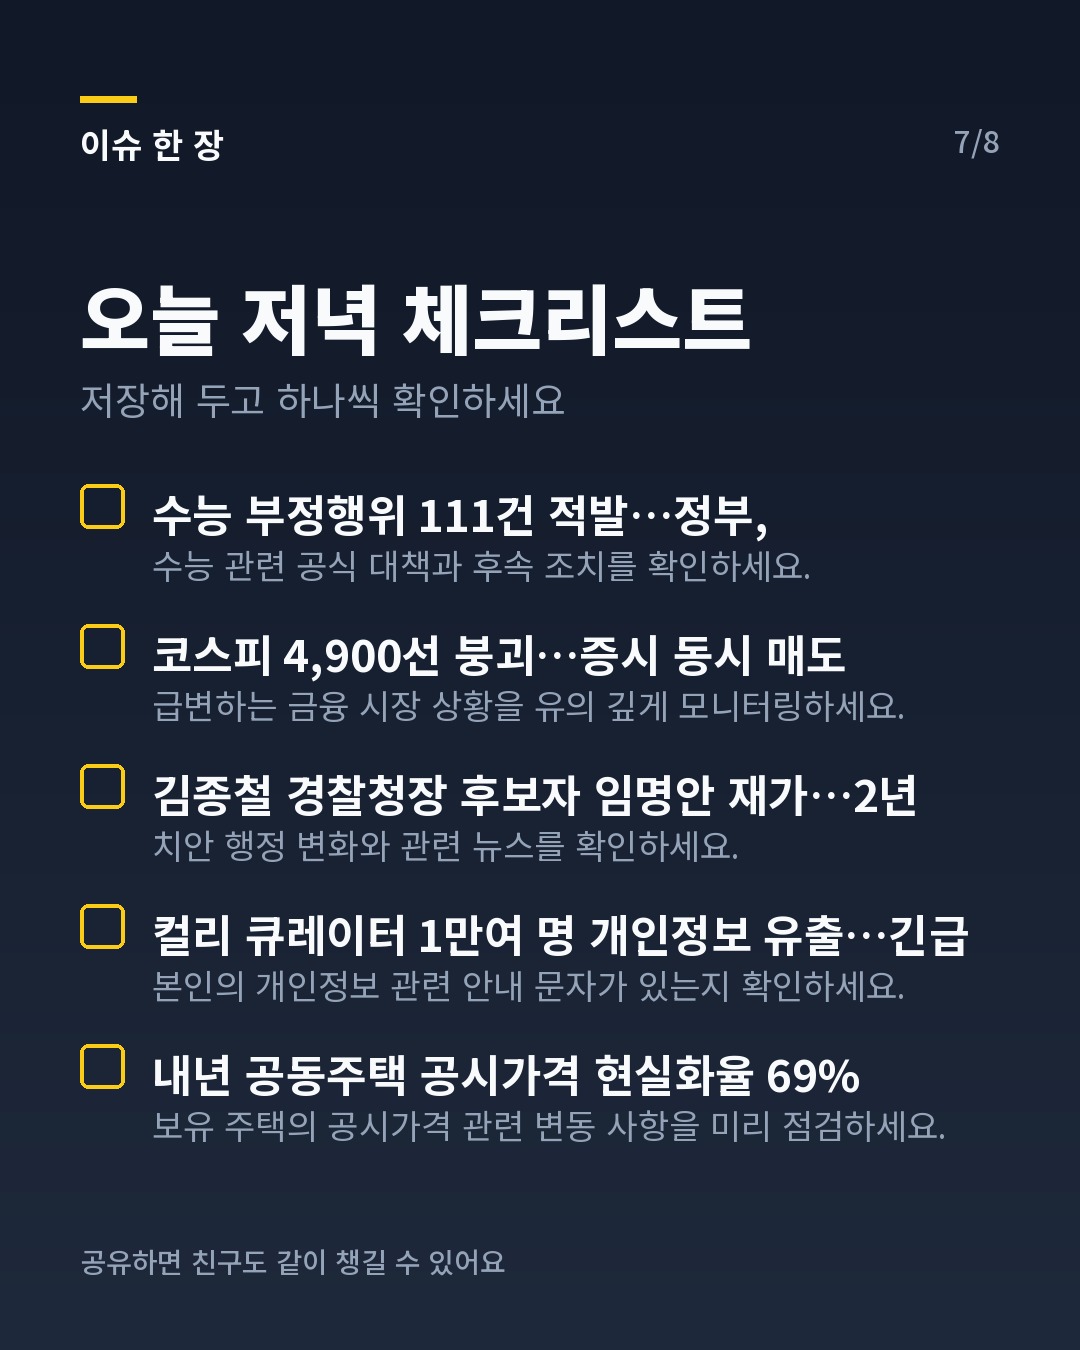 이슈 한 장
7/8
오늘 저녁 체크리스트
저장해 두고 하나씩 확인하세요
수능 부정행위 111건 적발…정부,
수능 관련 공식 대책과 후속 조치를 확인하세요.
코스피 4,900선 붕괴…증시 동시 매도
급변하는 금융 시장 상황을 유의 깊게 모니터링하세요.
김종철 경찰청장 후보자 임명안 재가…2년
치안 행정 변화와 관련 뉴스를 확인하세요.
컬리 큐레이터 1만여 명 개인정보 유출…긴급
본인의 개인정보 관련 안내 문자가 있는지 확인하세요.
내년 공동주택 공시가격 현실화율 69%
보유 주택의 공시가격 관련 변동 사항을 미리 점검하세요.
공유하면 친구도 같이 챙길 수 있어요